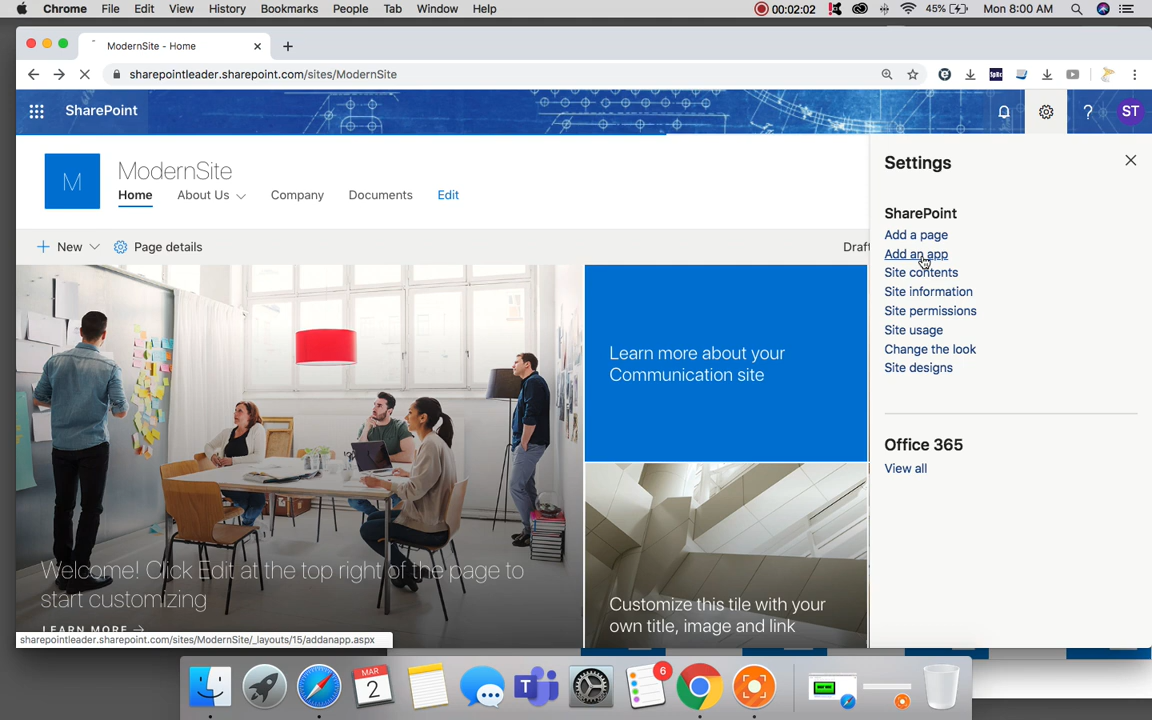 Chrome File Edit View History Bookmarks People Tab Window Help 00:02:02 45% Mon 8:00 AM
ModernSite - Home
sharepointleader.sharepoint.com/sites/ModernSite
SharePoint
? ST
Settings
M
ModernSite
Home About Us Company Documents Edit
SharePoint
Add a page
Add an app
Site contents
Site information
Site permissions
Site usage
Change the look
Site designs
+ New Page details Draft
Learn more about your
Communication site
Office 365
View all
Welcome! Click Edit at the top right of the page to
start customizing
LEARN MORE →
Customize this tile with your
own title, image and link
sharepointleader.sharepoint.com/sites/ModernSite/_layouts/15/addanapp.aspx
MAR
2
T
6